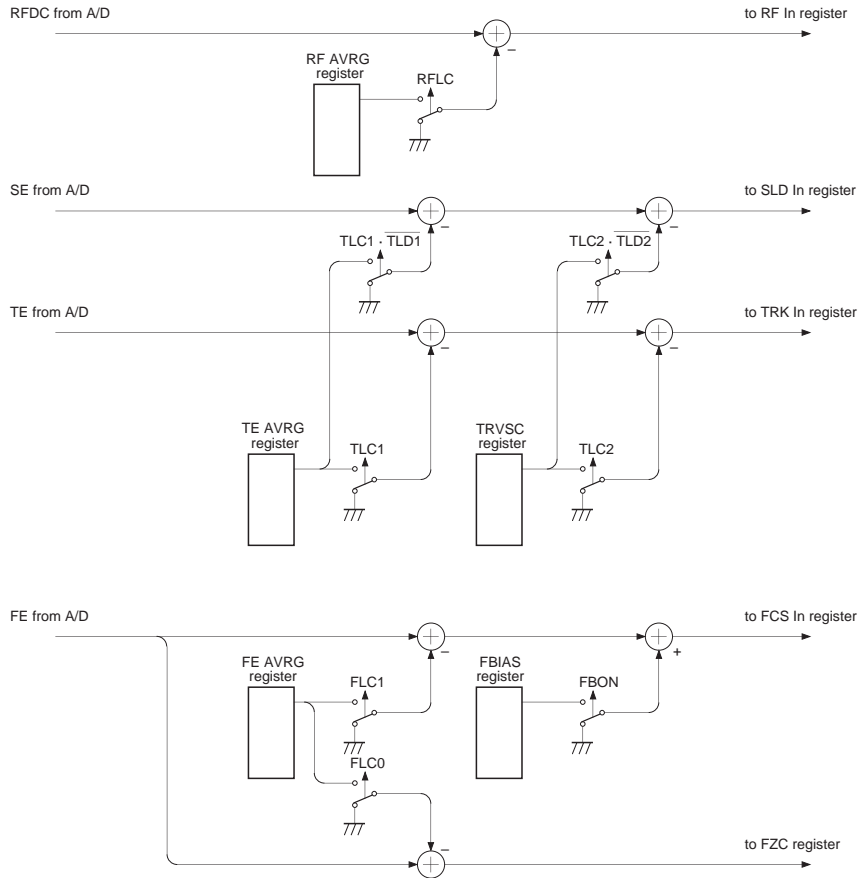 RFDC from A/D
to RF In register
RF AVRG
register
RFLC
–
SE from A/D
to SLD In register
–
–
TLC1 · T̅L̅D̅1̅
TLC2 · T̅L̅D̅2̅
TE from A/D
to TRK In register
–
–
TE AVRG
register
TLC1
TRVSC
register
TLC2
FE from A/D
to FCS In register
–
+
FE AVRG
register
FLC1
FBIAS
register
FBON
FLC0
–
to FZC register